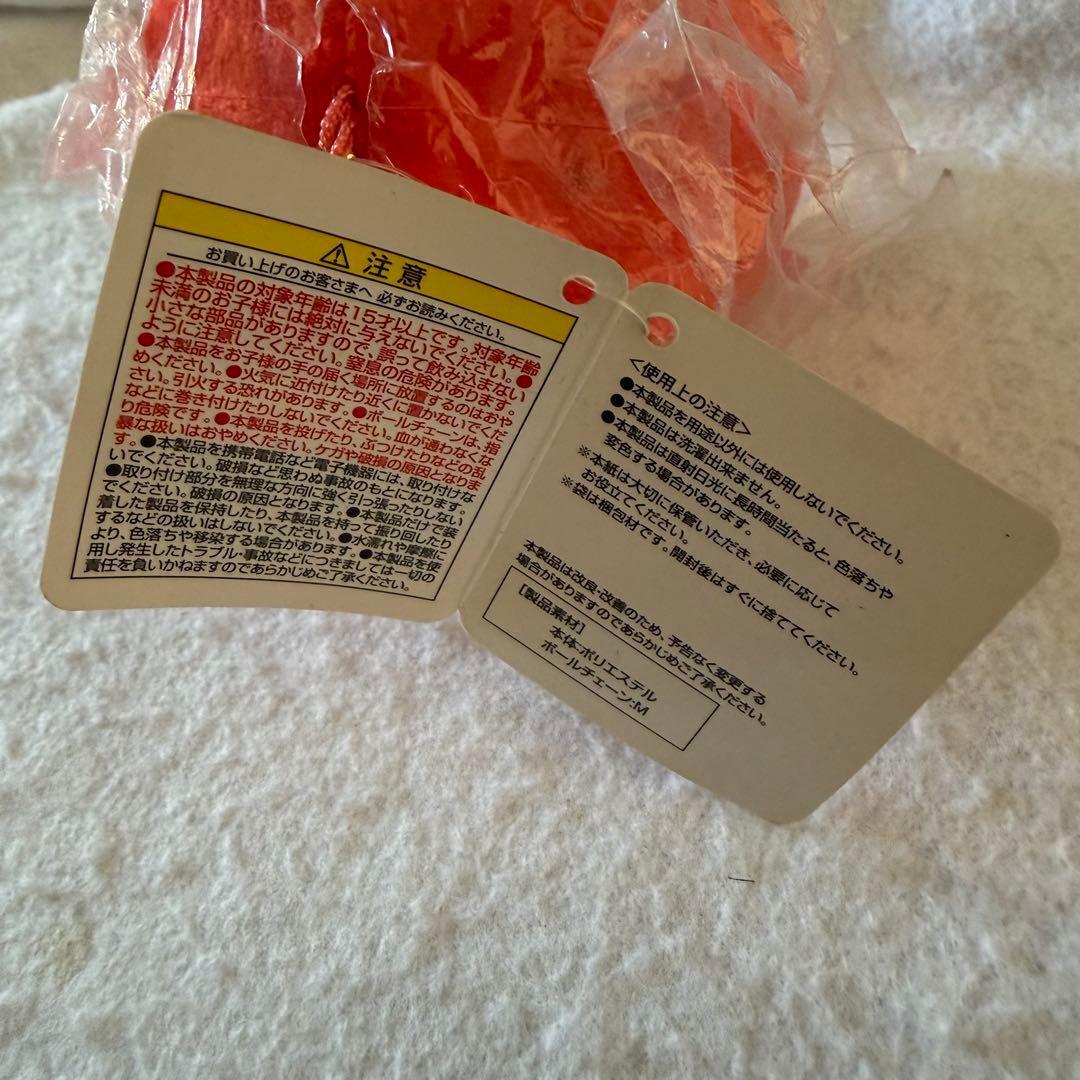 ⚠ 注意
お買い上げのお客さまへ 必ずお読みください。
●本製品の対象年齢は15才以上です。対象年齢
未満のお子様には絶対に与えないでください。●
小さな部品がありますので、誤って飲み込まない
ように注意してください。窒息の危険があります。
●本製品をお子様の手の届く場所に放置するのはおや
めください。●火気に近付けたり近くに置かないでくだ
さい。引火する恐れがあります。●ボールチェーンは、指
などに巻き付けたりしないでください。血が通わなくな
り危険です。●本製品を投げたり、ぶつけたりなどの乱
暴な扱いはおやめください。ケガや破損の原因となりま
す。●本製品を携帯電話など電子機器には、取り付けな
いでください。破損など思わぬ事故のもとになります。
●取り付け部分を無理な方向に強く引っ張ったりしない
でください。破損の原因となります。●本製品だけで装
着した製品を保持したり、本製品を持って振り回したり
するなどの扱いはしないでください。●水濡れや摩擦に
より、色落ちや移染する場合があります。●本製品を使
用し発生したトラブル・事故などにつきましては一切の
責任を負いかねますのであらかじめご了承ください。
<使用上の注意>
●本製品を用途以外には使用しないでください。
●本製品は洗濯出来ません。
●本製品は直射日光に長時間当たると、色落ちや
変色する場合があります。
※本紙は大切に保管いただき、必要に応じて
お役立てください。
※袋は梱包材です。開封後はすぐに捨ててください。
本製品は改良・改善のため、予告なく変更する
場合がありますのであらかじめご了承ください。
[製品素材]
本体:ポリエステル
ボールチェーン:M